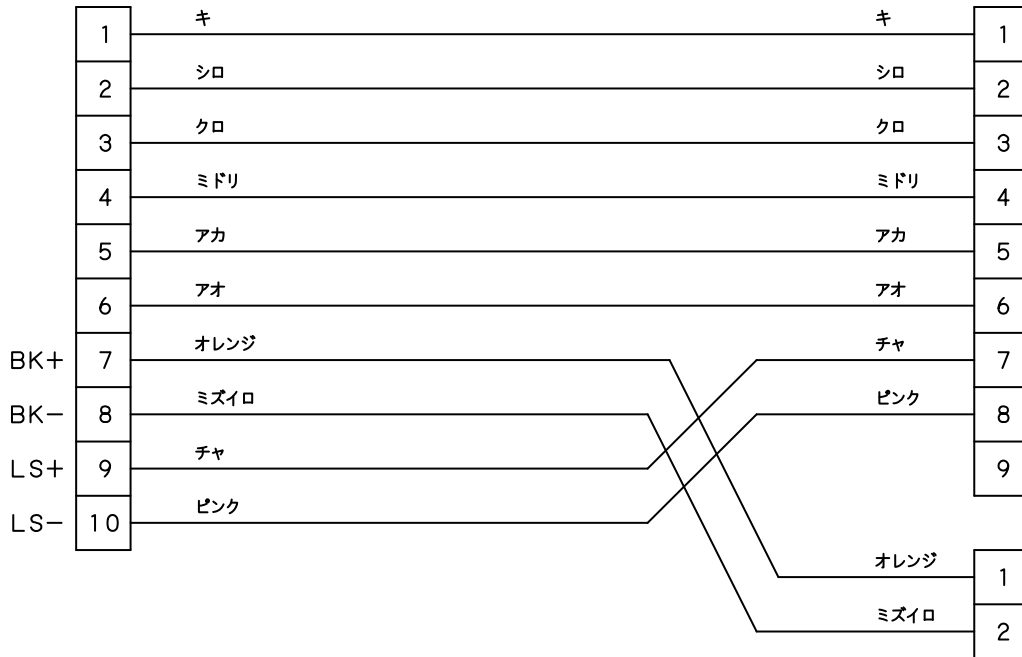 1 キ キ 1
2 シロ シロ 2
3 クロ クロ 3
4 ミドリ ミドリ 4
5 アカ アカ 5
6 アオ アオ 6
BK+ 7 オレンジ チャ 7
BK− 8 ミズイロ ピンク 8
LS+ 9 チャ 9
LS− 10 ピンク
オレンジ 1
ミズイロ 2